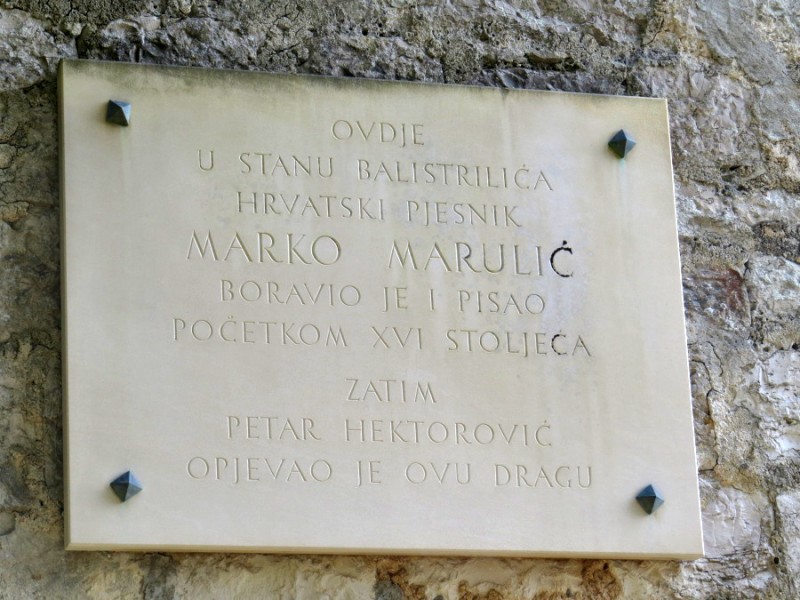 OVDJE
U STANU BALISTRILIĆA
HRVATSKI PJESNIK
MARKO MARULIĆ
BORAVIO JE I PISAO
POČETKOM XVI STOLJEĆA
ZATIM
PETAR HEKTOROVIĆ
OPJEVAO JE OVU DRAGU